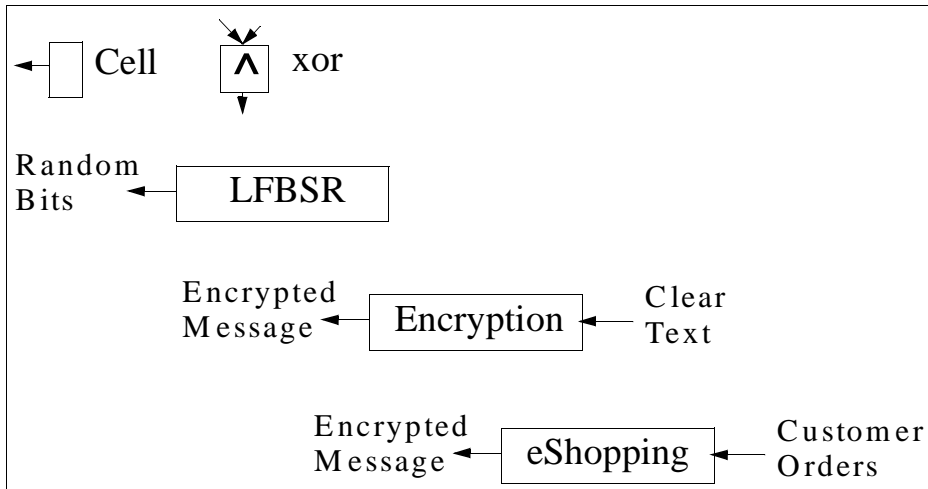 Cell
^
xor
Random
Bits
LFBSR
Encrypted
Message
Encryption
Clear
Text
Encrypted
Message
eShopping
Customer
Orders